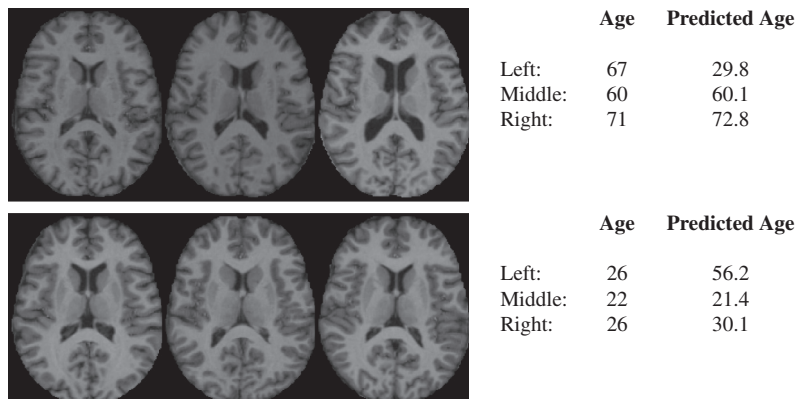 Age Predicted Age
Left: 67 29.8
Middle: 60 60.1
Right: 71 72.8
Age Predicted Age
Left: 26 56.2
Middle: 22 21.4
Right: 26 30.1